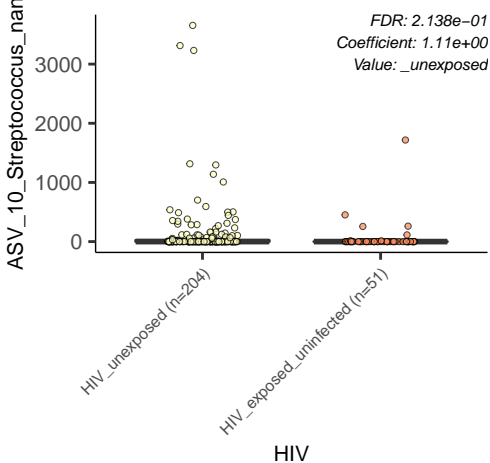 FDR: 2.138e−01
Coefficient: 1.11e+00
Value: _unexposed
ASV_10_Streptococcus_nam
3000
2000
1000
0
HIV_unexposed (n=204)
HIV_exposed_uninfected (n=51)
HIV